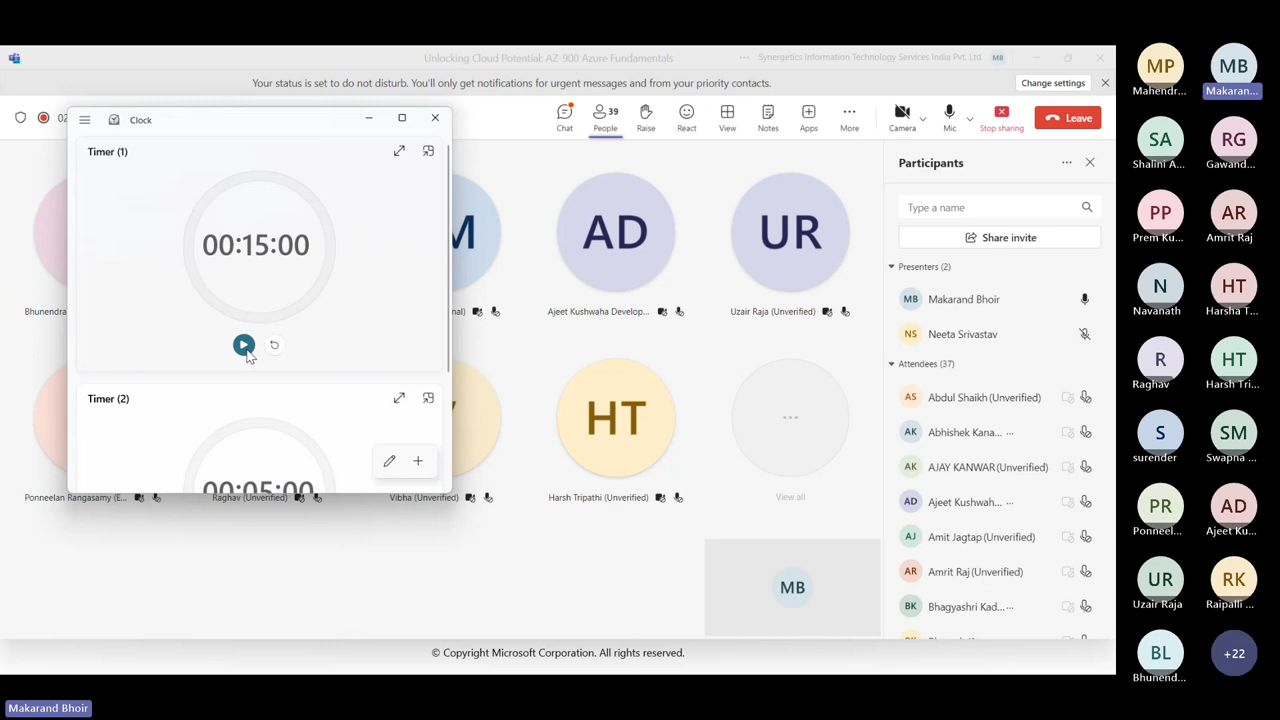 Unlocking Cloud Potential: AZ-900 Azure Fundamentals
Synergetics Information Technology Services India Pvt. Ltd.
MB
Your status is set to do not disturb. You'll only get notifications for urgent messages and from your priority contacts.
Change settings
02
Clock
Chat
People
39
Raise
React
View
Notes
Apps
More
Camera
Mic
Stop sharing
Leave
Timer (1)
00:15:00
Timer (2)
00:05:00
M
AD
UR
Bhunendra
nal)
Ajeet Kushwaha Develop...
Uzair Raja (Unverified)
HT
...
Ponneelan Rangasamy (E...
Raghav (Unverified)
Vibha (Unverified)
Harsh Tripathi (Unverified)
View all
MB
Participants
Type a name
Share invite
Presenters (2)
MB Makarand Bhoir
NS Neeta Srivastav
Attendees (37)
AS Abdul Shaikh (Unverified)
AK Abhishek Kana... ...
AK AJAY KANWAR (Unverified)
AD Ajeet Kushwah... ...
AJ Amit Jagtap (Unverified)
AR Amrit Raj (Unverified)
BK Bhagyashri Kad... ...
© Copyright Microsoft Corporation. All rights reserved.
MP MB
Mahendr... Makaran...
SA RG
Shalini A... Gawand...
PP AR
Prem Ku... Amrit Raj
N HT
Navanath Harsha T...
R HT
Raghav Harsh Tri...
S SM
surender Swapna ...
PR AD
Ponneel... Ajeet Ku...
UR RK
Uzair Raja Raipalli ...
BL +22
Bhunend...
Makarand Bhoir